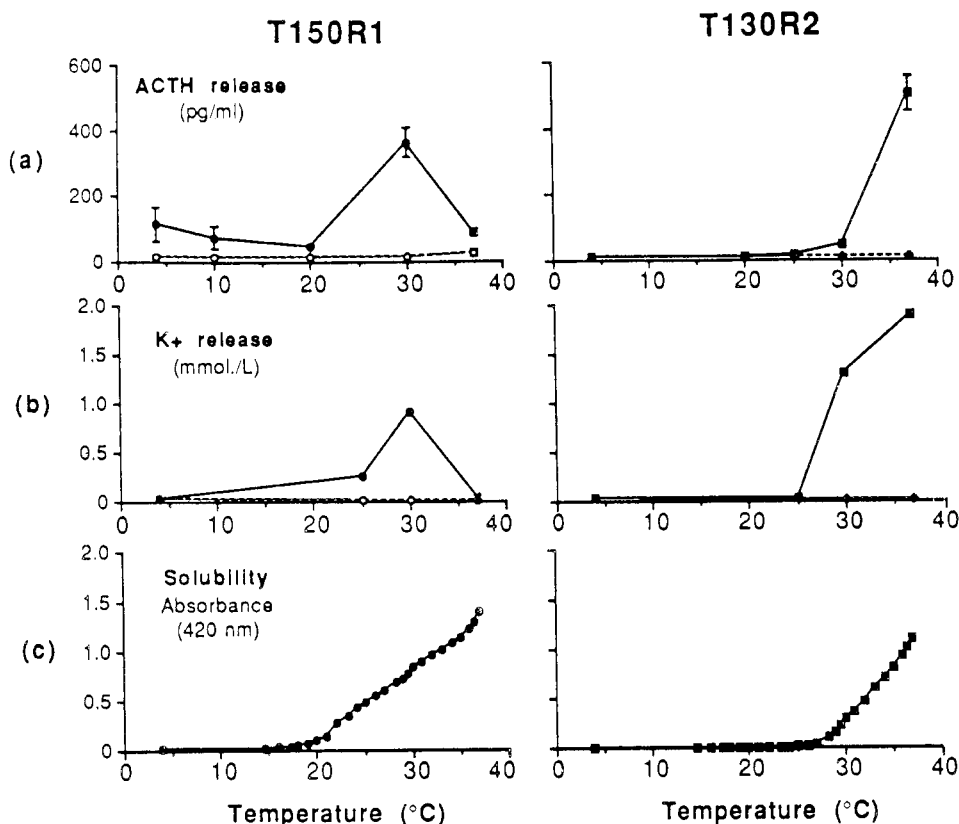 T150R1
T130R2
(a)
ACTH release
(pg/ml)
600
400
200
0
0 10 20 30 40
0 10 20 30 40
(b)
K+ release
(mmol./L)
2.0
1.5
1.0
0.5
0
0 10 20 30 40
0 10 20 30 40
(c)
Solubility
Absorbance
(420 nm)
2.0
1.5
1.0
0.5
0
0 10 20 30 40
0 10 20 30 40
Temperature (°C)
Temperature (°C)